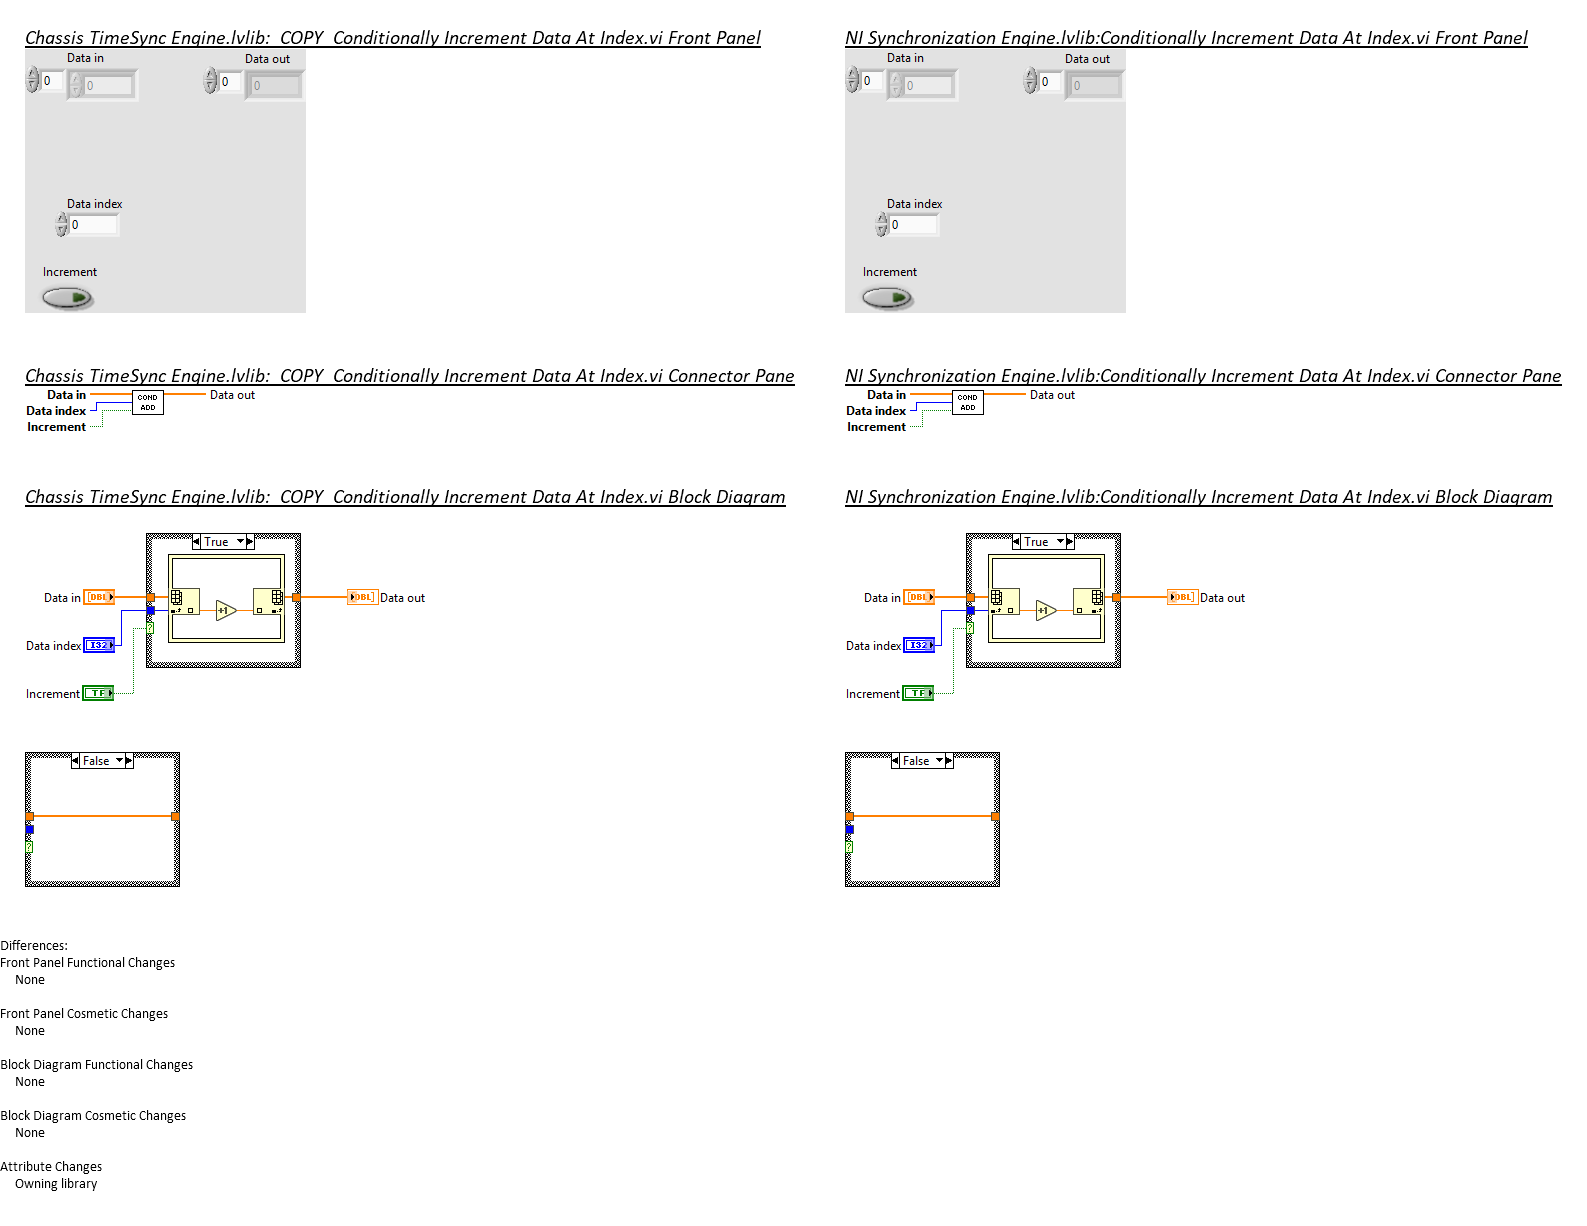 Chassis TimeSync Engine.lvlib:  COPY  Conditionally Increment Data At Index.vi Front Panel
Data in
Data out
0
0
0
0
Data index
0
Increment
NI Synchronization Engine.lvlib:Conditionally Increment Data At Index.vi Front Panel
Data in
Data out
0
0
0
0
Data index
0
Increment
Chassis TimeSync Engine.lvlib:  COPY  Conditionally Increment Data At Index.vi Connector Pane
Data in
Data index
Increment
COND
ADD
Data out
NI Synchronization Engine.lvlib:Conditionally Increment Data At Index.vi Connector Pane
Data in
Data index
Increment
COND
ADD
Data out
Chassis TimeSync Engine.lvlib:  COPY  Conditionally Increment Data At Index.vi Block Diagram
True
Data in
[DBL]
+1
?
DBL]
Data out
Data index
I32
Increment
TF
False
?
NI Synchronization Engine.lvlib:Conditionally Increment Data At Index.vi Block Diagram
True
Data in
[DBL]
+1
?
DBL]
Data out
Data index
I32
Increment
TF
False
?
Differences:
Front Panel Functional Changes
None
Front Panel Cosmetic Changes
None
Block Diagram Functional Changes
None
Block Diagram Cosmetic Changes
None
Attribute Changes
Owning library